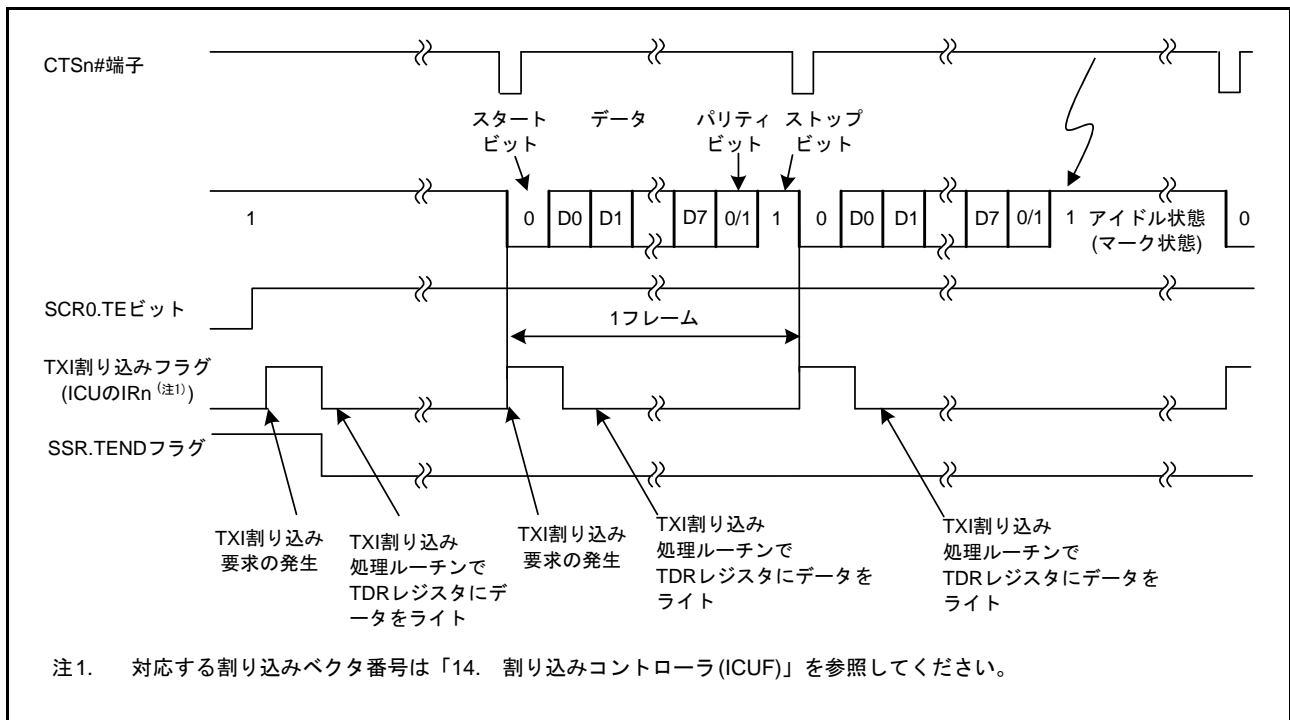 CTSn#端子
スタート
ビット
データ
パリティ
ビット
ストップ
ビット
1
0
D0
D1
D7
0/1
1
0
D0
D1
D7
0/1
1
アイドル状態
(マーク状態)
0
SCR0.TEビット
1フレーム
TXI割り込みフラグ
(ICUのIRn (注1))
SSR.TENDフラグ
TXI割り込み
要求の発生
TXI割り込み
処理ルーチンで
TDRレジスタにデ
ータをライト
TXI割り込み
要求の発生
TXI割り込み
処理ルーチンで
TDRレジスタにデータを
ライト
TXI割り込み
処理ルーチンで
TDRレジスタにデータを
ライト
注1. 対応する割り込みベクタ番号は「14. 割り込みコントローラ(ICUF)」を参照してください。